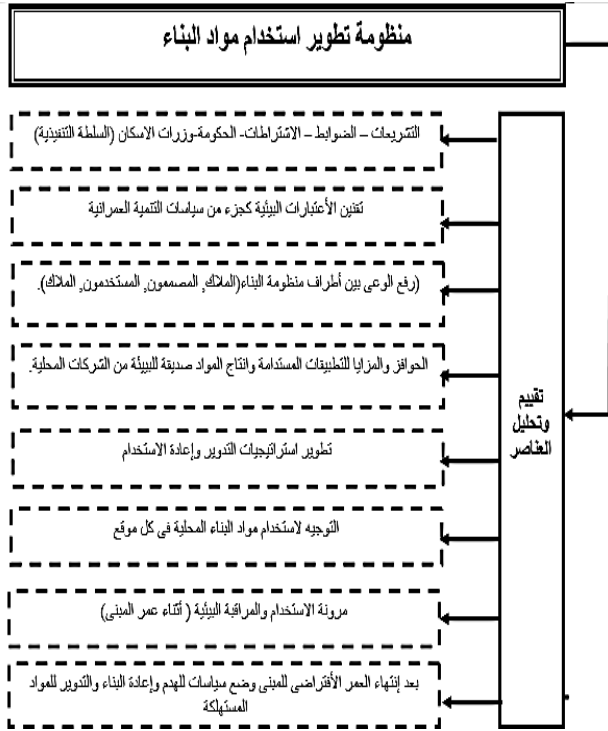 منظومة تطوير استخدام مواد البناء
التشريعات – الضوابط – الاشتراطات- الحكومة-وزرات الاسكان (السلطة التنفيذية)
تقنين الأعتبارات البيئية كجزء من سياسات التنمية العمرانية
(رفع الوعى بين أطراف منظومة البناء(الملاك, المصممون, المستخدمون, الملاك).
الحوافز والمزايا للتطبيقات المستدامة وانتاج المواد صديقة للبيئة من الشركات المحلية.
تقييم
وتحليل
العناصر
تطوير استراتيجيات التدوير وإعادة الاستخدام
التوجيه لاستخدام مواد البناء المحلية فى كل موقع
مرونة الاستخدام والمراقبة البيئية ( أثناء عمر المبنى)
بعد إنتهاء العمر الأفتراضى للمبنى وضع سياسات للهدم وإعادة البناء والتدوير للمواد
المستهلكة